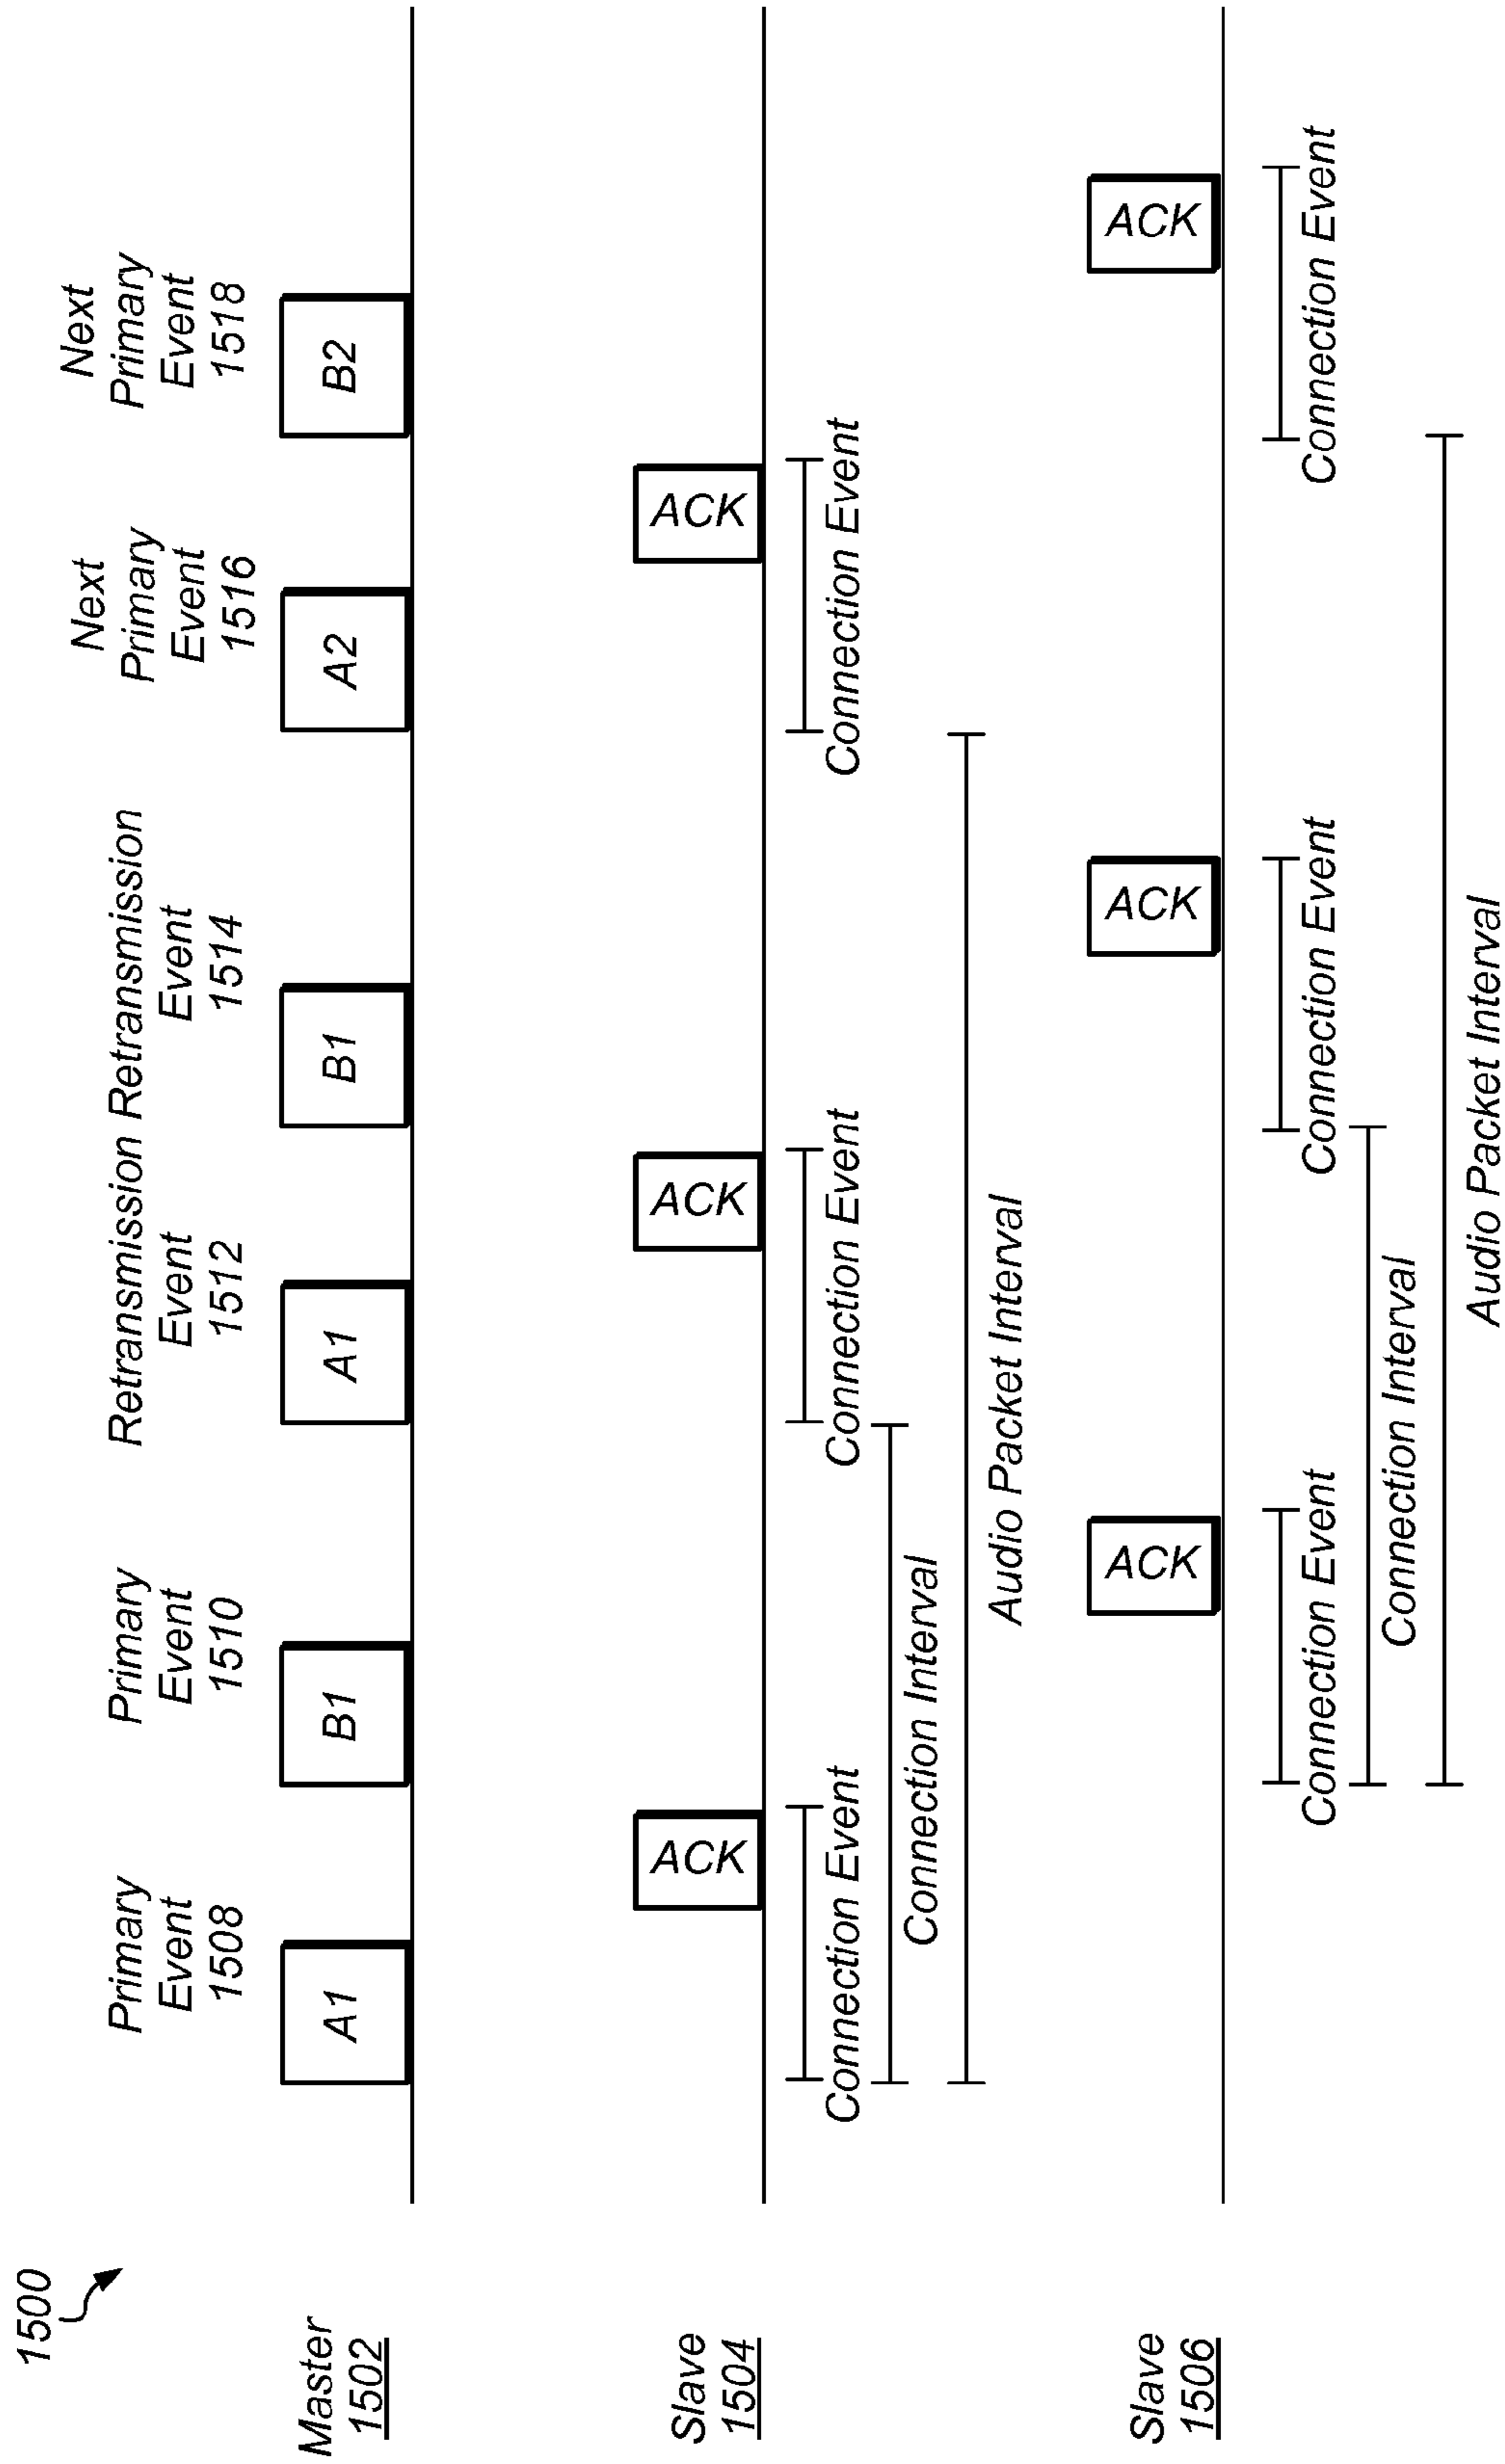 1500
Master
1502
Primary
Event
1508
Primary
Event
1510
Retransmission
Event
1512
Retransmission
Event
1514
Next
Primary
Event
1516
Next
Primary
Event
1518
A1
B1
A1
B1
A2
B2
Slave
1504
ACK
ACK
ACK
Connection Event
Connection Event
Connection Event
Connection Interval
Audio Packet Interval
Slave
1506
ACK
ACK
ACK
Connection Event
Connection Event
Connection Event
Connection Interval
Audio Packet Interval